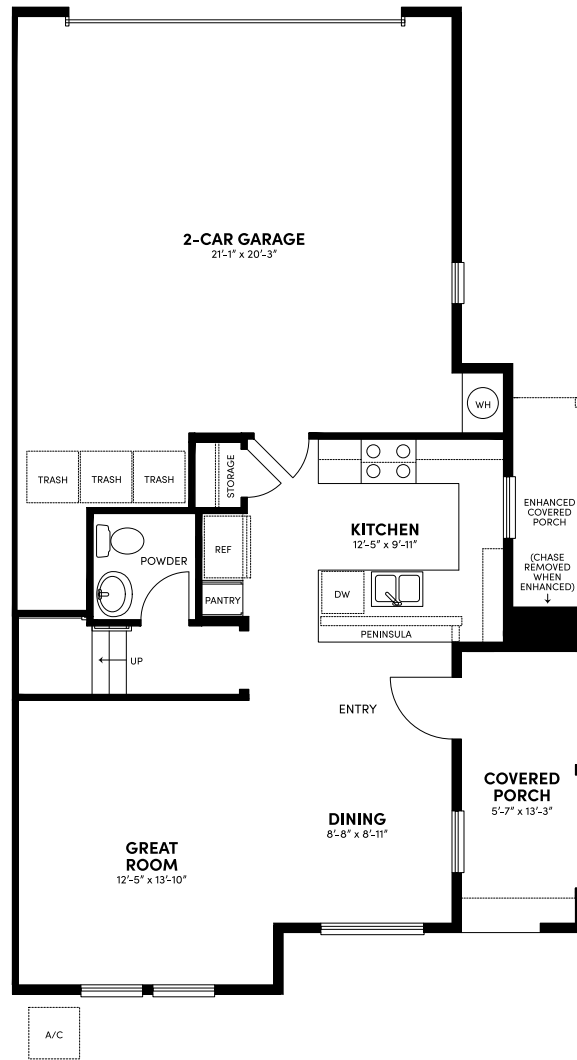 2-CAR GARAGE
21'-1" x 20'-3"
WH
TRASH
TRASH
TRASH
STORAGE
ENHANCED
COVERED
PORCH
(CHASE
REMOVED
WHEN
ENHANCED)
KITCHEN
12'-5" x 9'-11"
REF
POWDER
PANTRY
DW
PENINSULA
UP
ENTRY
COVERED
PORCH
5'-7" x 13'-3"
DINING
8'-8" x 8'-11"
GREAT
ROOM
12'-5" x 13'-10"
A/C